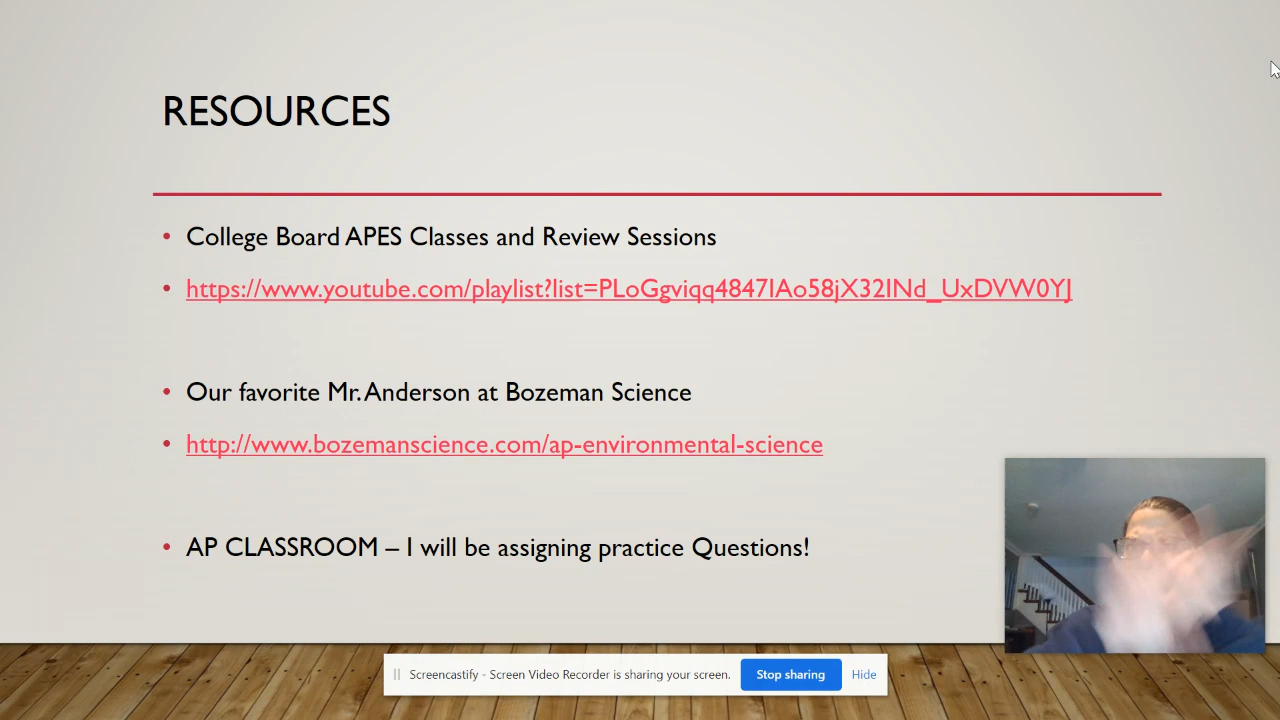 RESOURCES
College Board APES Classes and Review Sessions
https://www.youtube.com/playlist?list=PLoGgviqq4847IAo58jX32INd_UxDVW0YJ
Our favorite Mr. Anderson at Bozeman Science
http://www.bozemanscience.com/ap-environmental-science
AP CLASSROOM – I will be assigning practice Questions!
Screencastify - Screen Video Recorder is sharing your screen. Stop sharing Hide